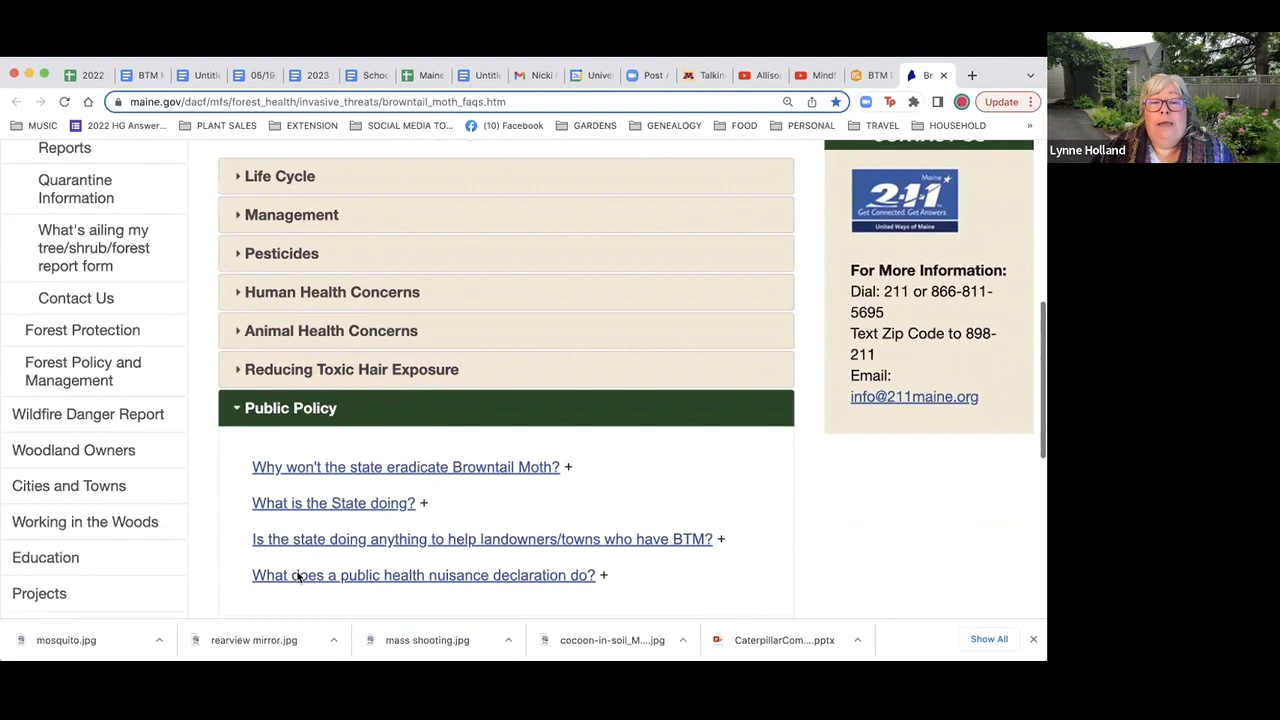 2022
BTM
Untitl
05/19
2023
Schoo
Maine
Untitl
Nicki
Unive
Post /
Talkin
Alliso
Mindf
BTM
Br
maine.gov/dacf/mfs/forest_health/invasive_threats/browntail_moth_faqs.htm
Update
MUSIC
2022 HG Answer...
PLANT SALES
EXTENSION
SOCIAL MEDIA TO...
(10) Facebook
GARDENS
GENEALOGY
FOOD
PERSONAL
TRAVEL
HOUSEHOLD
»
Reports
Quarantine
Information
What's ailing my
tree/shrub/forest
report form
Contact Us
Forest Protection
Forest Policy and
Management
Wildfire Danger Report
Woodland Owners
Cities and Towns
Working in the Woods
Education
Projects
Life Cycle
Management
Pesticides
Human Health Concerns
Animal Health Concerns
Reducing Toxic Hair Exposure
Public Policy
Why won't the state eradicate Browntail Moth? +
What is the State doing? +
Is the state doing anything to help landowners/towns who have BTM? +
What does a public health nuisance declaration do? +
Maine
2-1-1
Get Connected. Get Answers.
United Ways of Maine
For More Information:
Dial: 211 or 866-811-
5695
Text Zip Code to 898-
211
Email:
info@211maine.org
mosquito.jpg
rearview mirror.jpg
mass shooting.jpg
cocoon-in-soil_M....jpg
CaterpillarCom....pptx
Show All
Lynne Holland